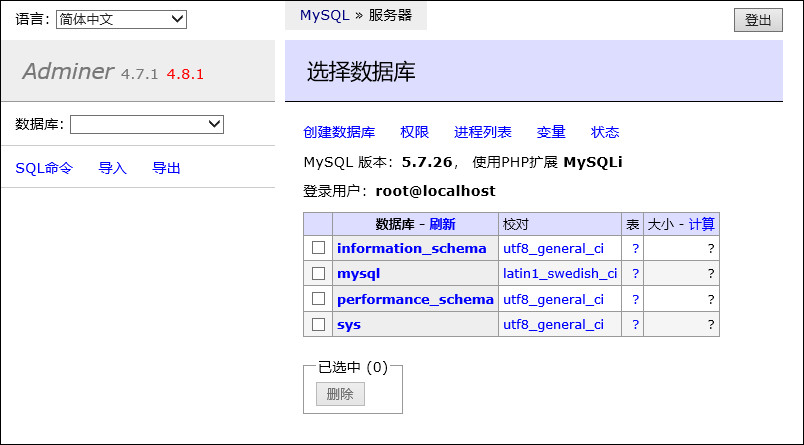 语言: 简体中文
MySQL » 服务器
登出
Adminer 4.7.1 4.8.1
选择数据库
数据库:
SQL命令 导入 导出
创建数据库 权限 进程列表 变量 状态
MySQL 版本: 5.7.26， 使用PHP扩展 MySQLi
登录用户: root@localhost
数据库 - 刷新 校对 表 大小 - 计算
information_schema utf8_general_ci ? ?
mysql latin1_swedish_ci ? ?
performance_schema utf8_general_ci ? ?
sys utf8_general_ci ? ?
已选中 (0)
删除